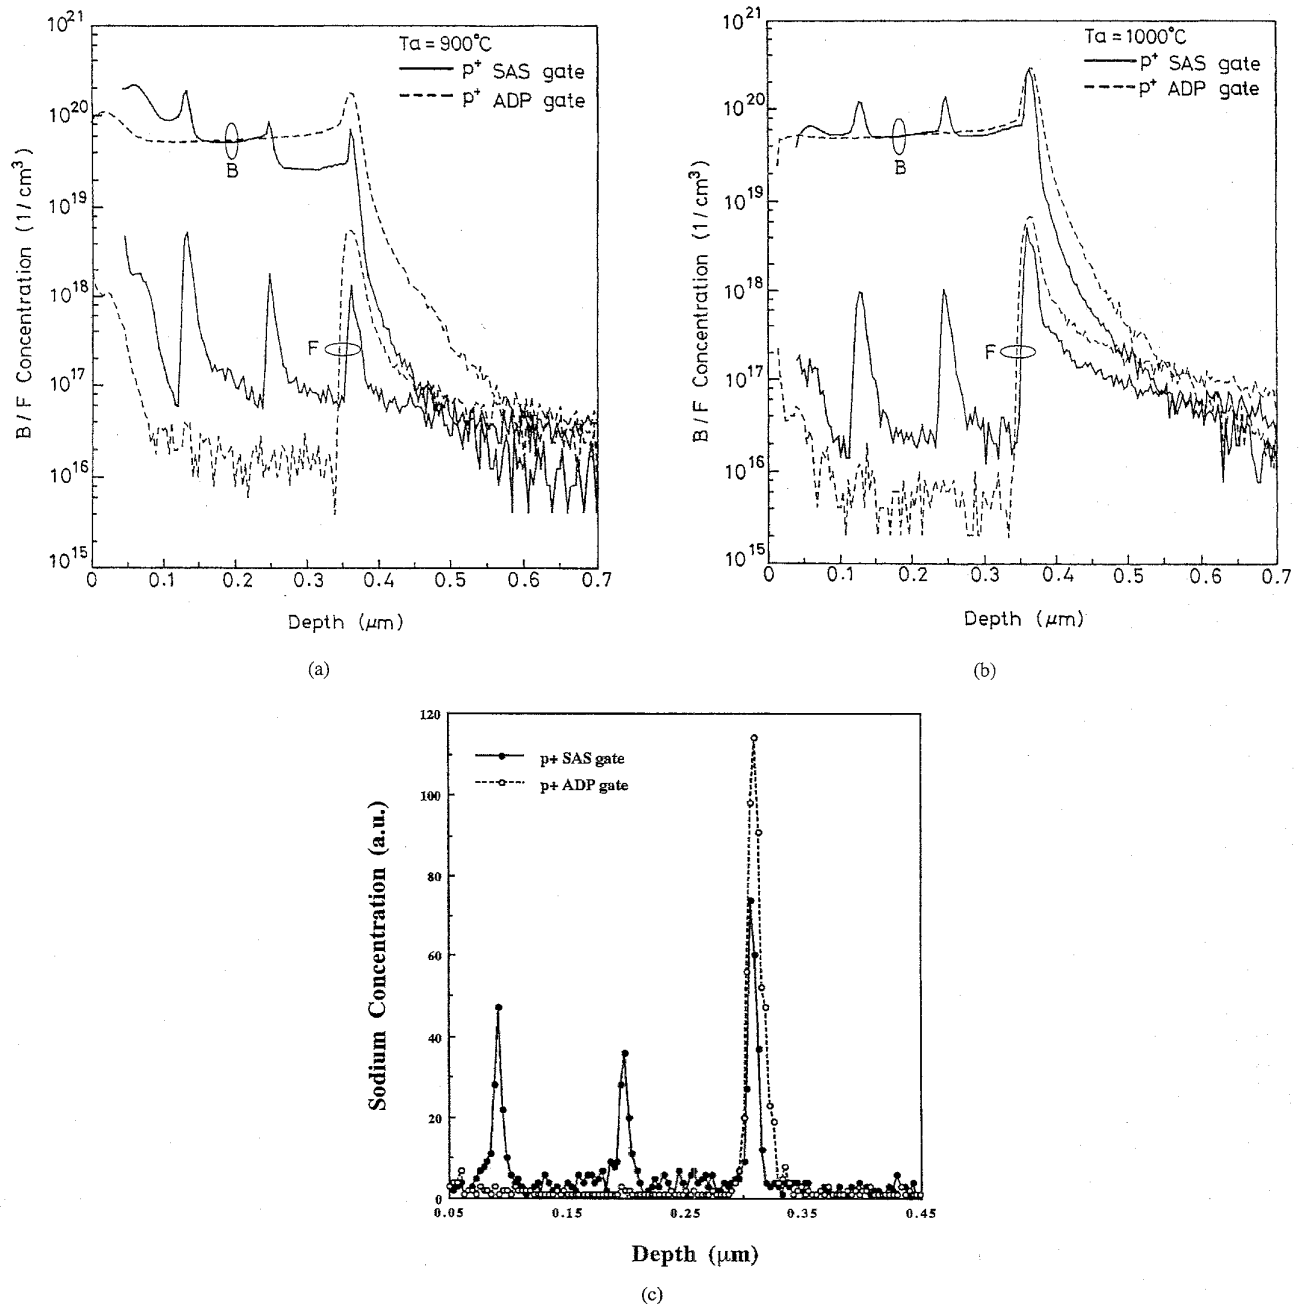 10^21
10^20
10^19
10^18
10^17
10^16
10^15
B/F Concentration (1/cm^3)
Ta=900°C
p^+ SAS gate
p^+ ADP gate
B
F
0 0.1 0.2 0.3 0.4 0.5 0.6 0.7
Depth (μm)
(a)
10^21
10^20
10^19
10^18
10^17
10^16
10^15
B/F Concentration (1/cm^3)
Ta=1000°C
p^+ SAS gate
p^+ ADP gate
B
F
0 0.1 0.2 0.3 0.4 0.5 0.6 0.7
Depth (μm)
(b)
120
100
80
60
40
20
0
Sodium Concentration (a.u.)
p+ SAS gate
p+ ADP gate
0.05 0.15 0.25 0.35 0.45
Depth (μm)
(c)